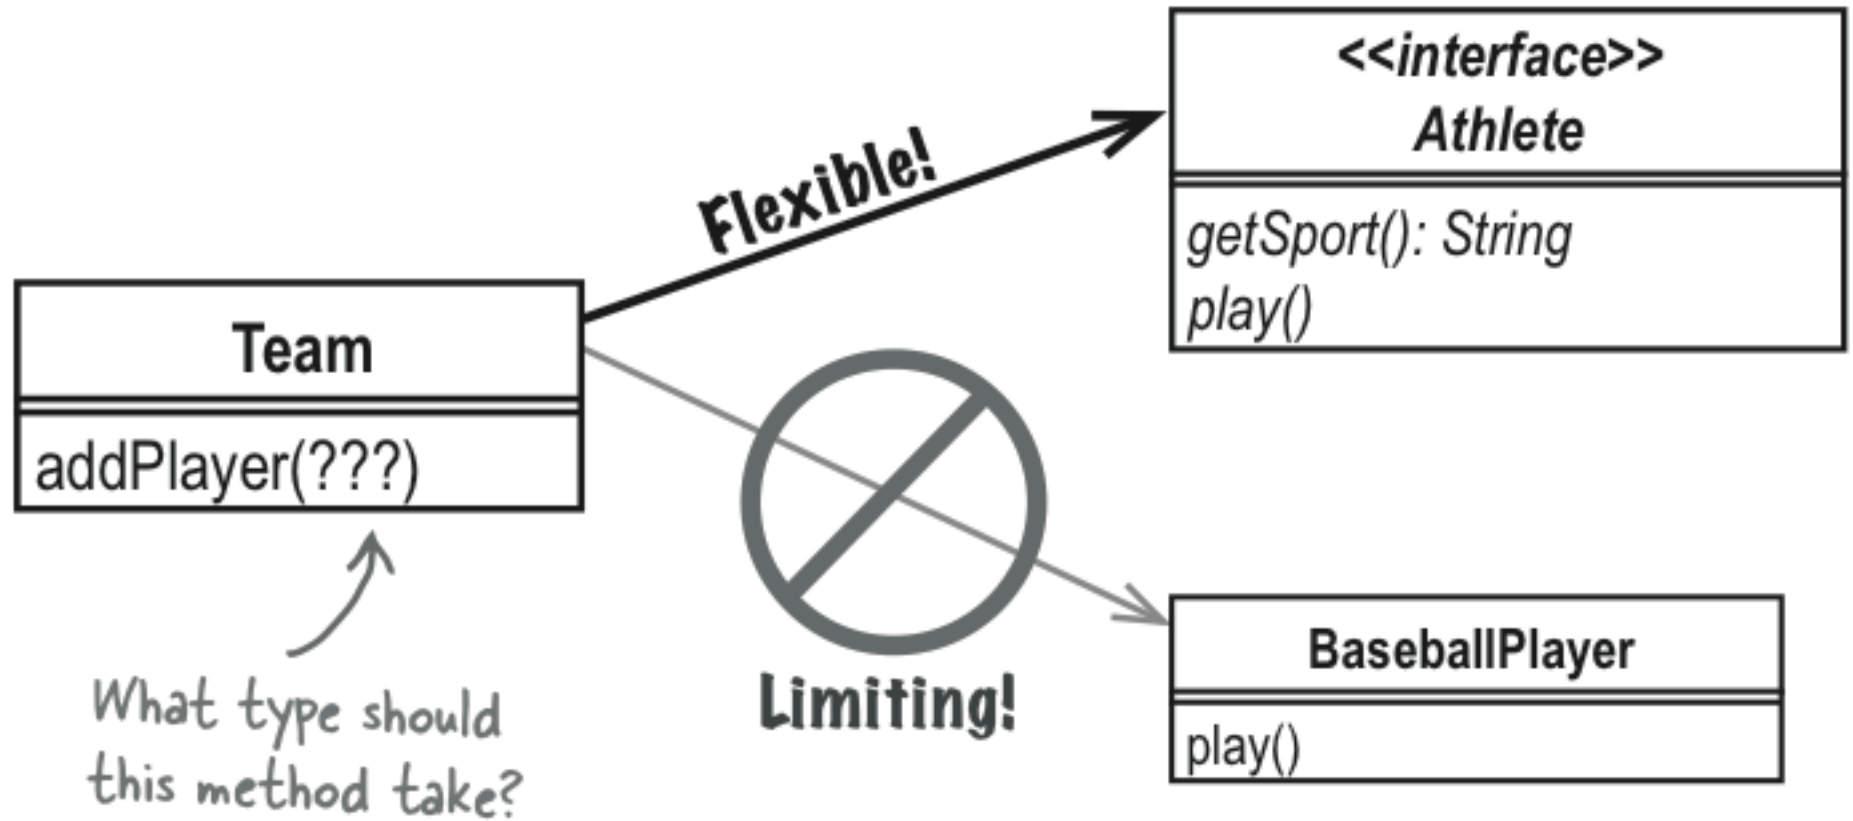 <<interface>>
Athlete
getSport(): String
play()
Flexible!
Team
addPlayer(???)
What type should
this method take?
Limiting!
BaseballPlayer
play()